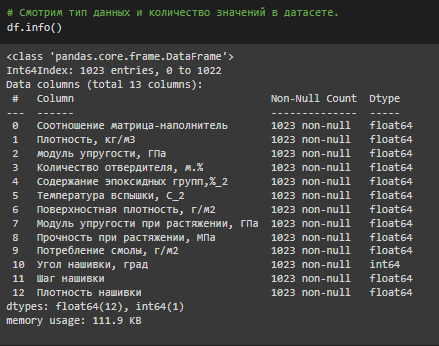 # Смотрим тип данных и количество значений в датасете.
df.info()
<class 'pandas.core.frame.DataFrame'>
Int64Index: 1023 entries, 0 to 1022
Data columns (total 13 columns):
 #   Column                                Non-Null Count  Dtype
---  ------                                --------------  -----
 0   Соотношение матрица-наполнитель       1023 non-null   float64
 1   Плотность, кг/м3                      1023 non-null   float64
 2   модуль упругости, ГПа                 1023 non-null   float64
 3   Количество отвердителя, м.%           1023 non-null   float64
 4   Содержание эпоксидных групп,%_2       1023 non-null   float64
 5   Температура вспышки, С_2              1023 non-null   float64
 6   Поверхностная плотность, г/м2         1023 non-null   float64
 7   Модуль упругости при растяжении, ГПа  1023 non-null   float64
 8   Прочность при растяжении, МПа         1023 non-null   float64
 9   Потребление смолы, г/м2               1023 non-null   float64
 10  Угол нашивки, град                    1023 non-null   int64
 11  Шаг нашивки                           1023 non-null   float64
 12  Плотность нашивки                     1023 non-null   float64
dtypes: float64(12), int64(1)
memory usage: 111.9 KB